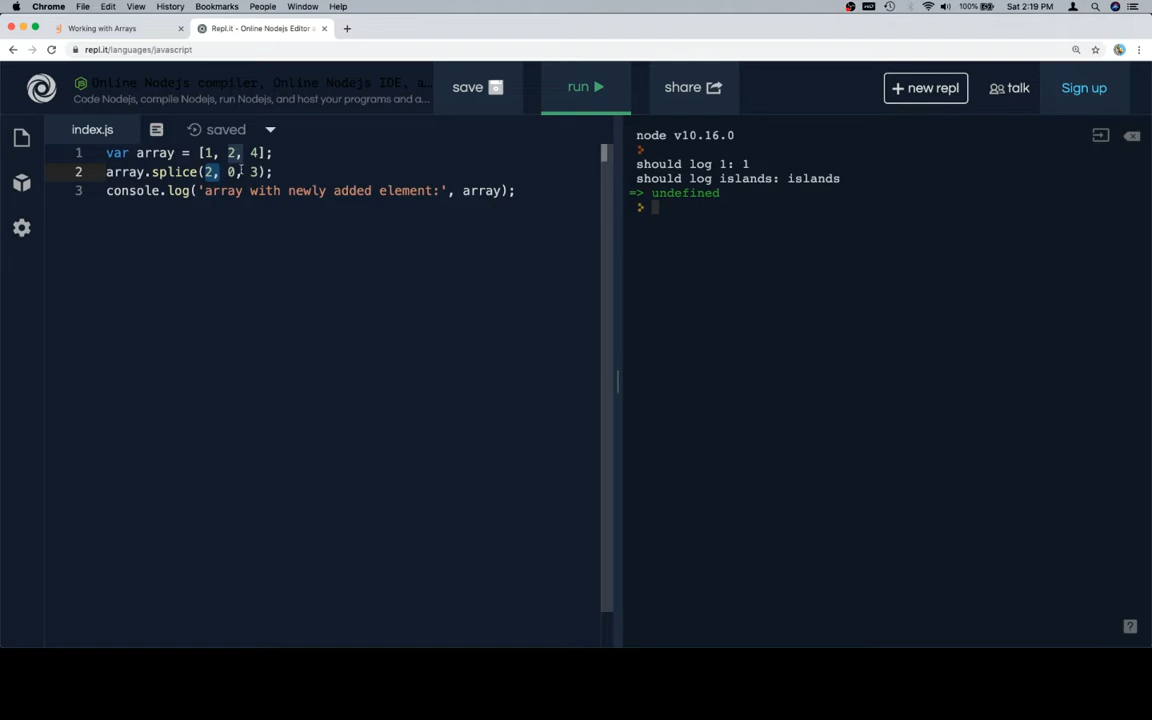 Chrome File Edit View History Bookmarks People Window Help 100% Sat 2:19 PM
Working with Arrays × Repl.it - Online Nodejs Editor × +
repl.it/languages/javascript
Online Nodejs compiler, Online Nodejs IDE, a...
Code Nodejs, compile Nodejs, run Nodejs, and host your programs and a...
save run share + new repl talk Sign up
index.js saved
1 var array = [1, 2, 4];
2 array.splice(2, 0, 3);
3 console.log('array with newly added element:', array);
node v10.16.0
should log 1: 1
should log islands: islands
=> undefined
?